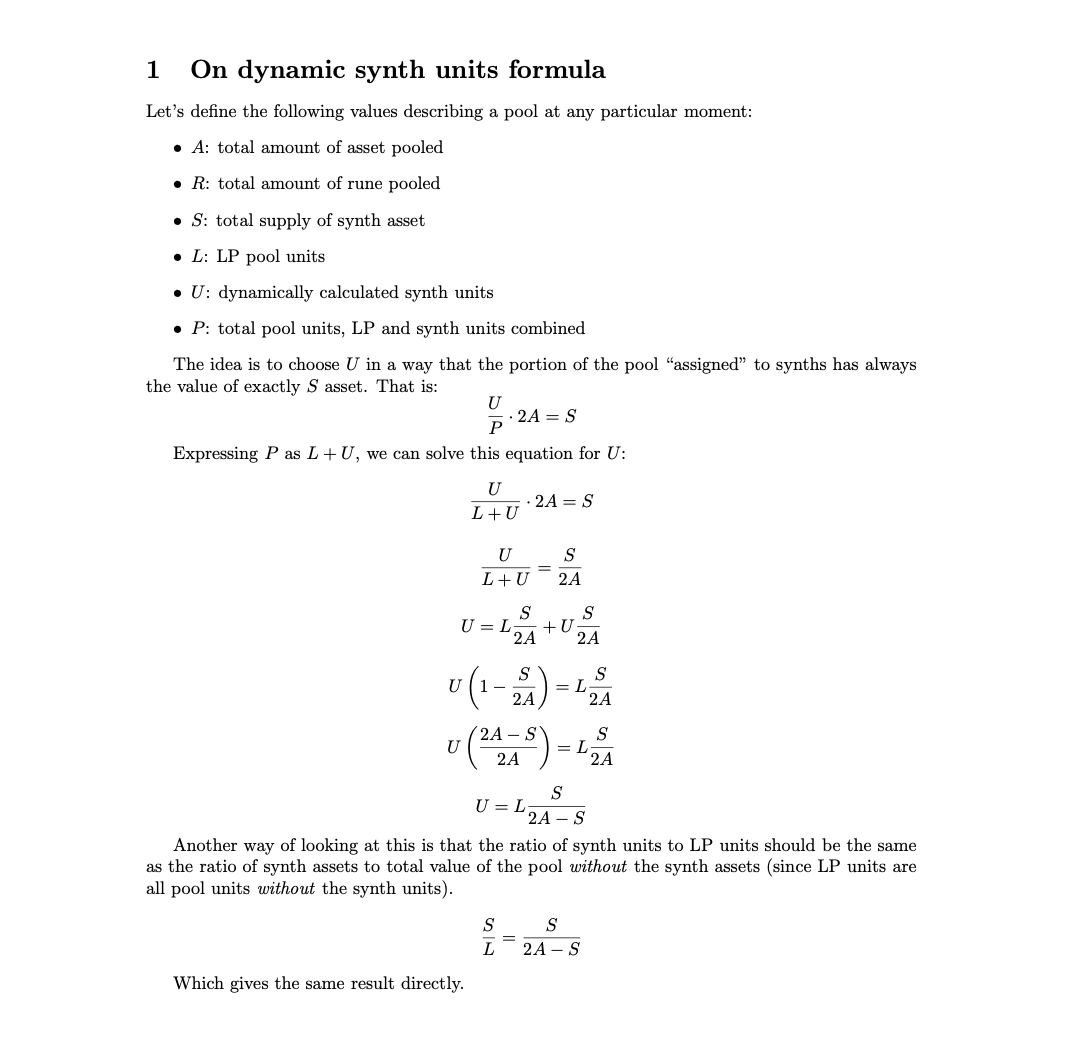 1 On dynamic synth units formula
Let's define the following values describing a pool at any particular moment:
• A: total amount of asset pooled
• R: total amount of rune pooled
• S: total supply of synth asset
• L: LP pool units
• U: dynamically calculated synth units
• P: total pool units, LP and synth units combined
The idea is to choose U in a way that the portion of the pool “assigned” to synths has always
the value of exactly S asset. That is:
\frac{U}{P} \cdot 2A = S
Expressing P as L + U, we can solve this equation for U:
\frac{U}{L + U} \cdot 2A = S
\frac{U}{L + U} = \frac{S}{2A}
U = L\frac{S}{2A} + U\frac{S}{2A}
U \left(1 - \frac{S}{2A}\right) = L\frac{S}{2A}
U \left(\frac{2A - S}{2A}\right) = L\frac{S}{2A}
U = L\frac{S}{2A - S}
Another way of looking at this is that the ratio of synth units to LP units should be the same
as the ratio of synth assets to total value of the pool without the synth assets (since LP units are
all pool units without the synth units).
\frac{S}{L} = \frac{S}{2A - S}
Which gives the same result directly.